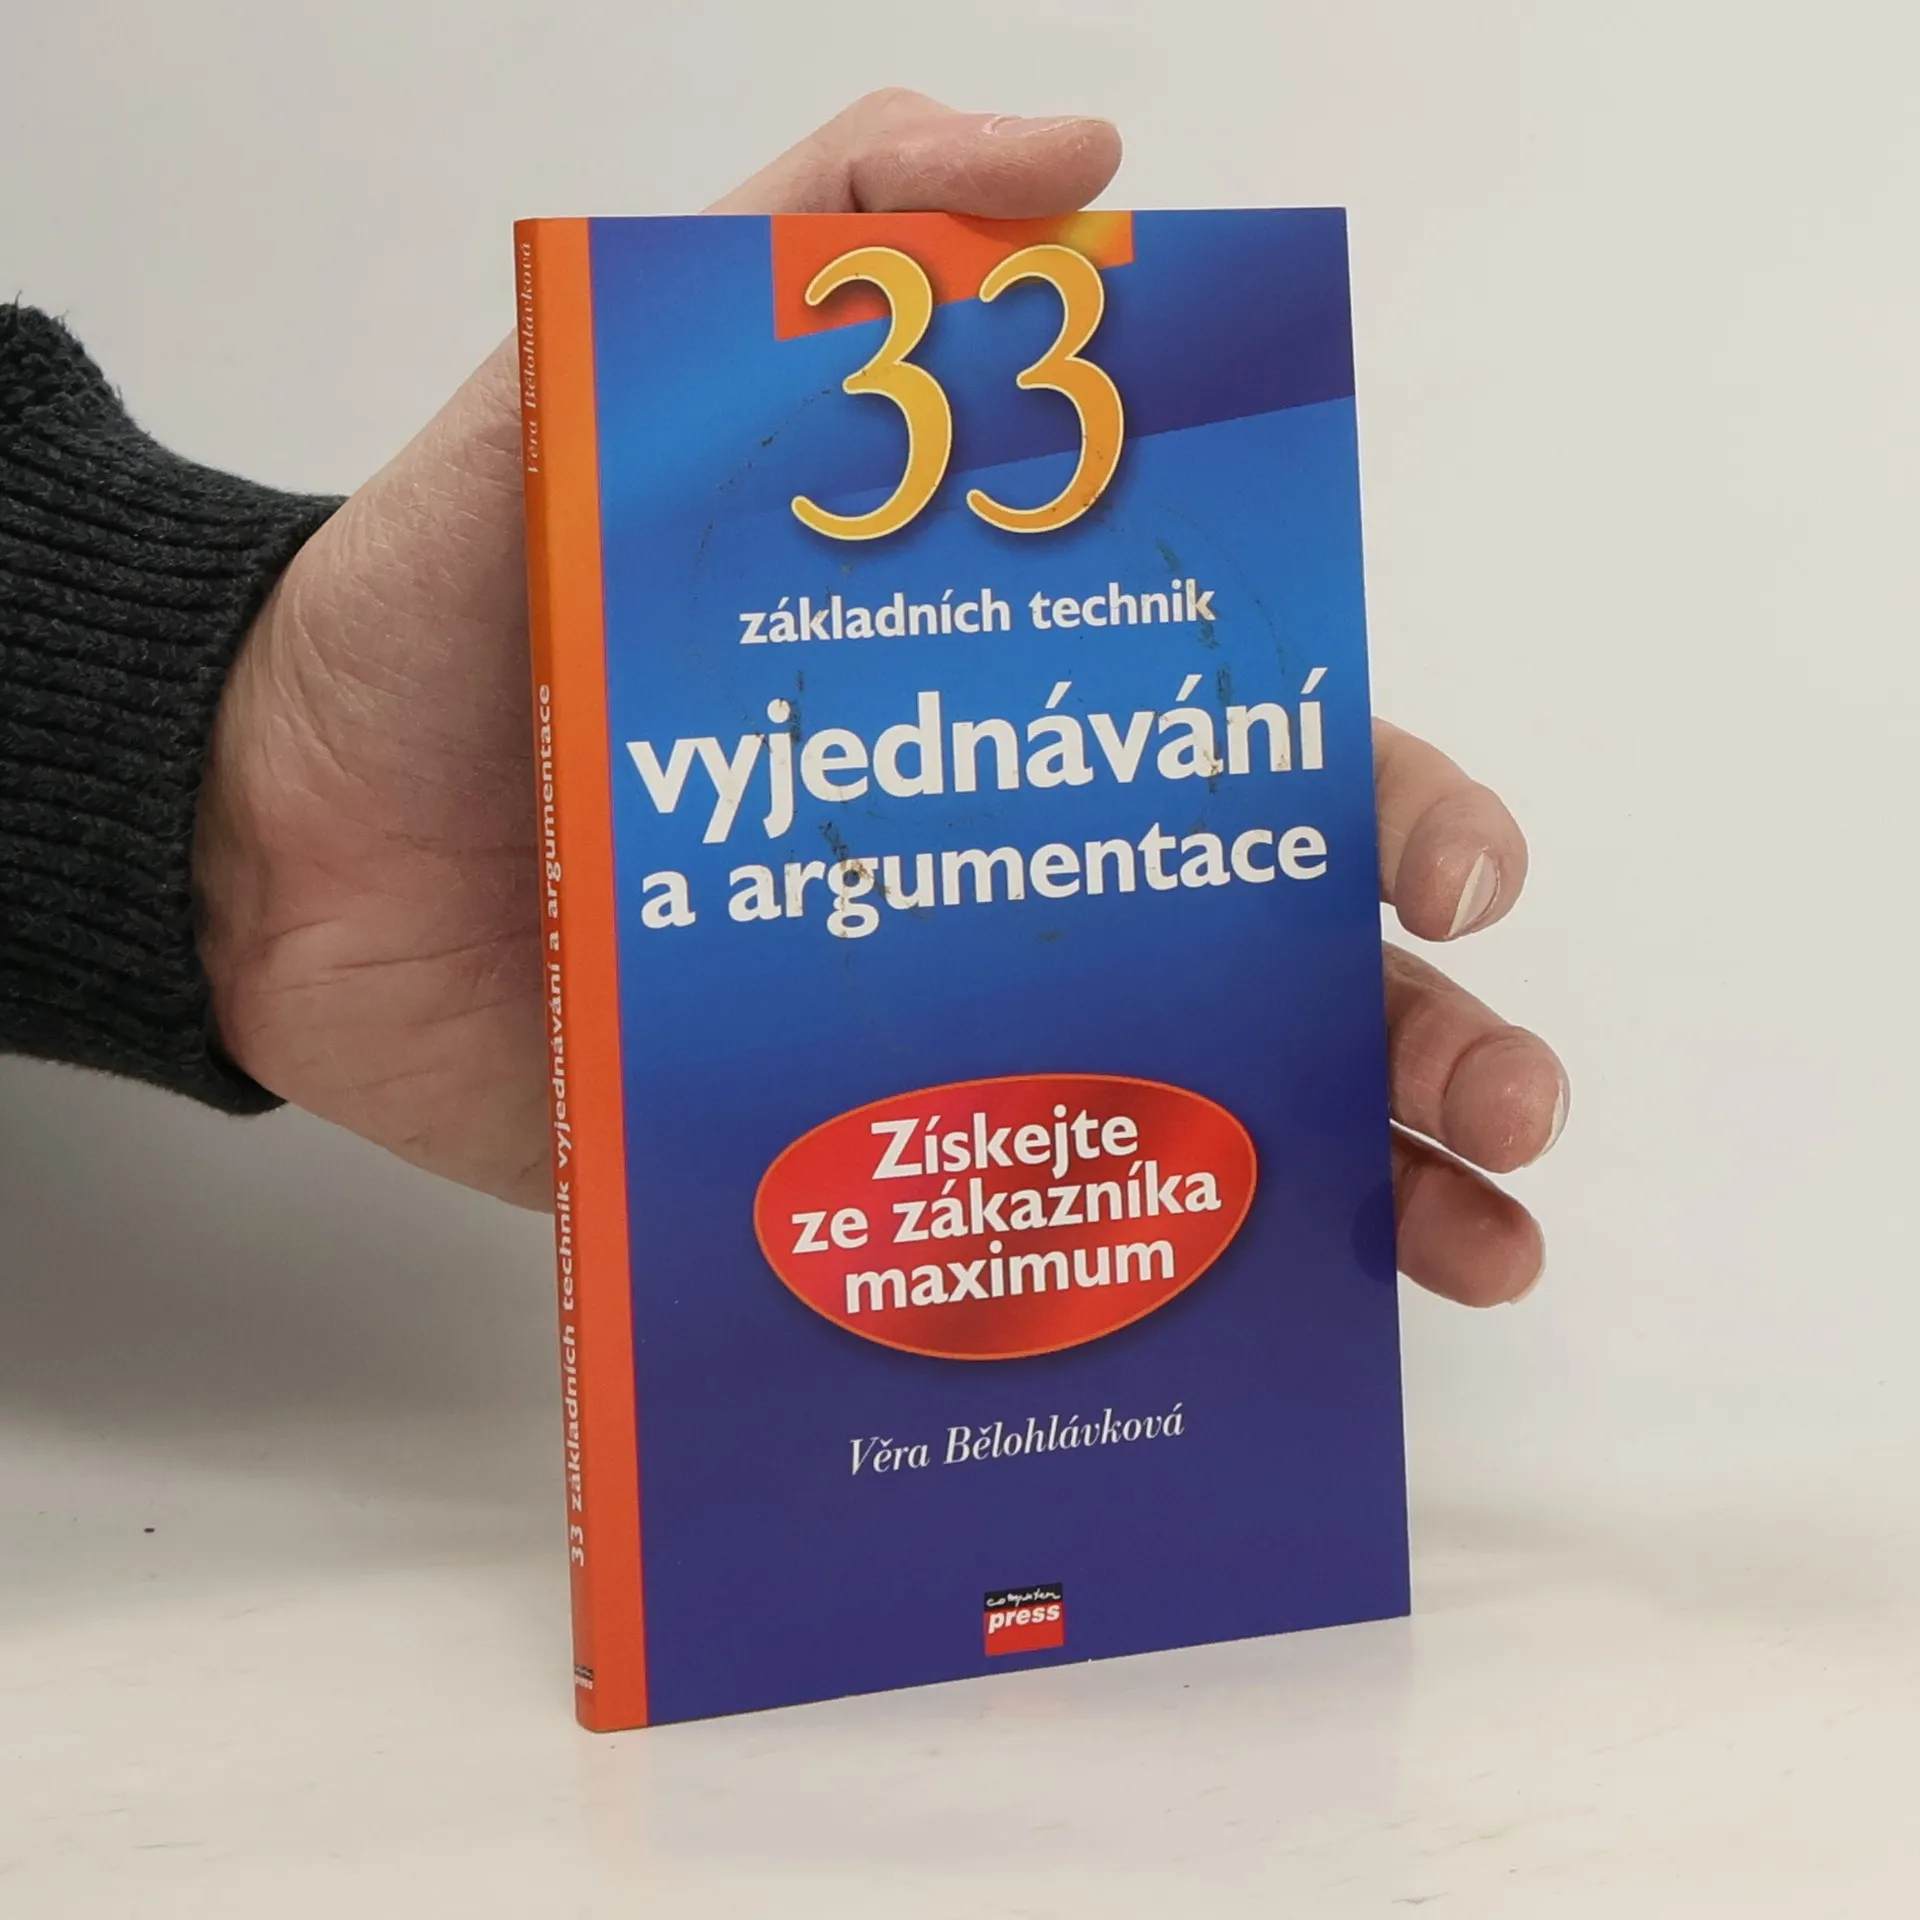 33
základních technik
vyjednávání
a argumentace
Získejte
ze zákazníka
maximum
Věra Bělohlávková
computer
press
33 základních technik vyjednávání a argumentace
Věra Bělohlávková
press